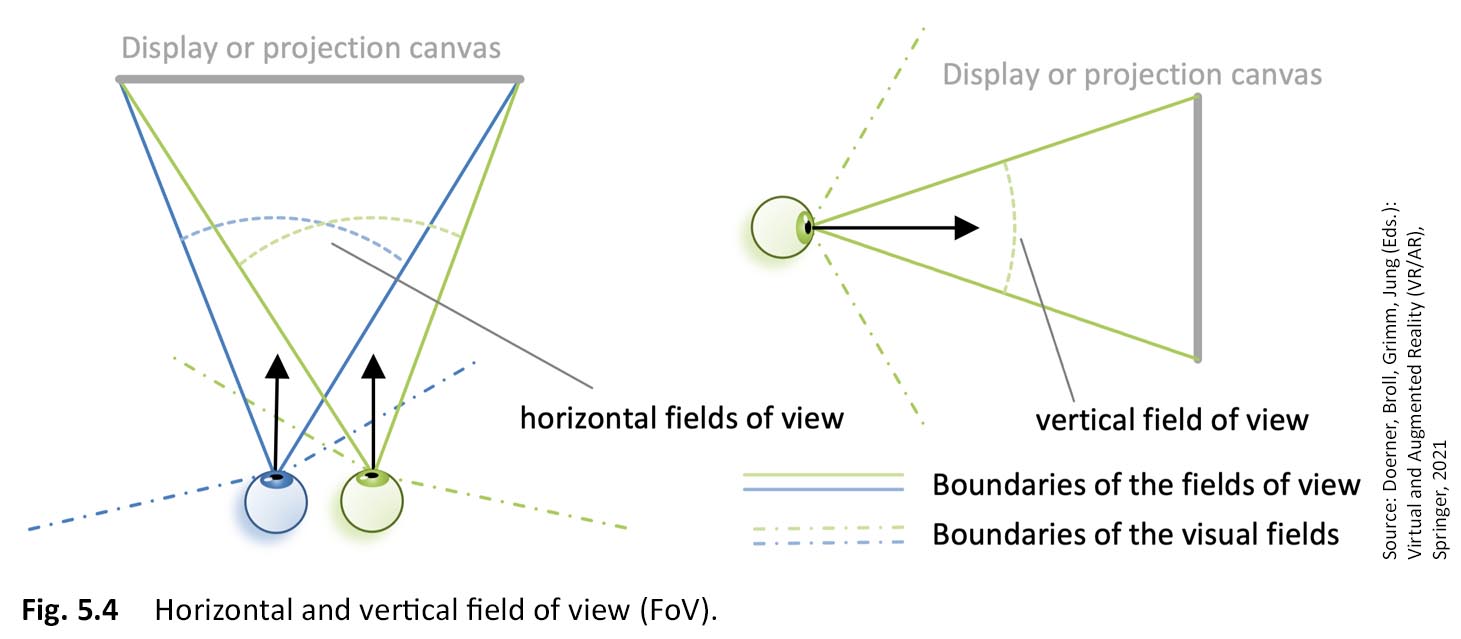 Display or projection canvas
horizontal fields of view
Display or projection canvas
vertical field of view
Boundaries of the fields of view
Boundaries of the visual fields
Source: Doerner, Broll, Grimm, Jung (Eds.):
Virtual and Augmented Reality (VR/AR),
Springer, 2021
Fig. 5.4 Horizontal and vertical field of view (FoV).